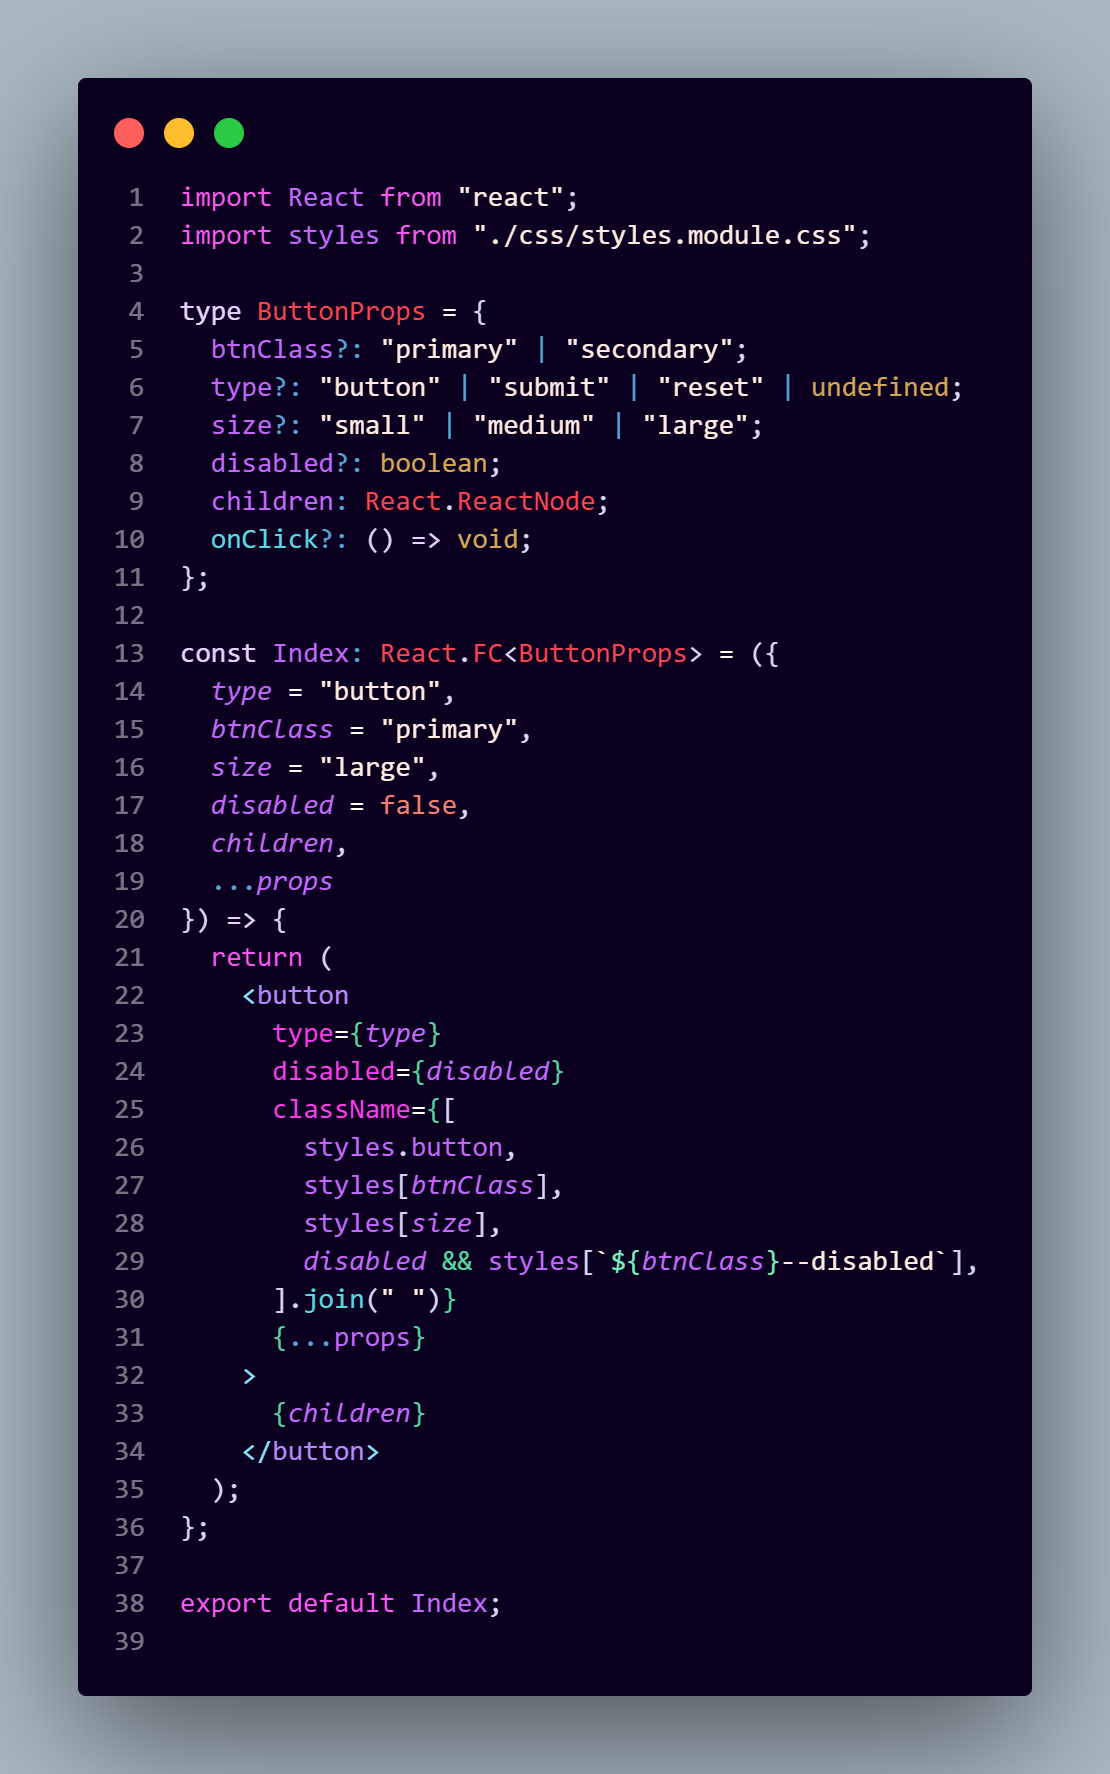 1 import React from "react";
2 import styles from "./css/styles.module.css";
3
4 type ButtonProps = {
5   btnClass?: "primary" | "secondary";
6   type?: "button" | "submit" | "reset" | undefined;
7   size?: "small" | "medium" | "large";
8   disabled?: boolean;
9   children: React.ReactNode;
10   onClick?: () => void;
11 };
12
13 const Index: React.FC<ButtonProps> = ({
14   type = "button",
15   btnClass = "primary",
16   size = "large",
17   disabled = false,
18   children,
19   ...props
20 }) => {
21   return (
22     <button
23       type={type}
24       disabled={disabled}
25       className={[
26         styles.button,
27         styles[btnClass],
28         styles[size],
29         disabled && styles[`${btnClass}--disabled`],
30       ].join(" ")}
31       {...props}
32     >
33       {children}
34     </button>
35   );
36 };
37
38 export default Index;
39